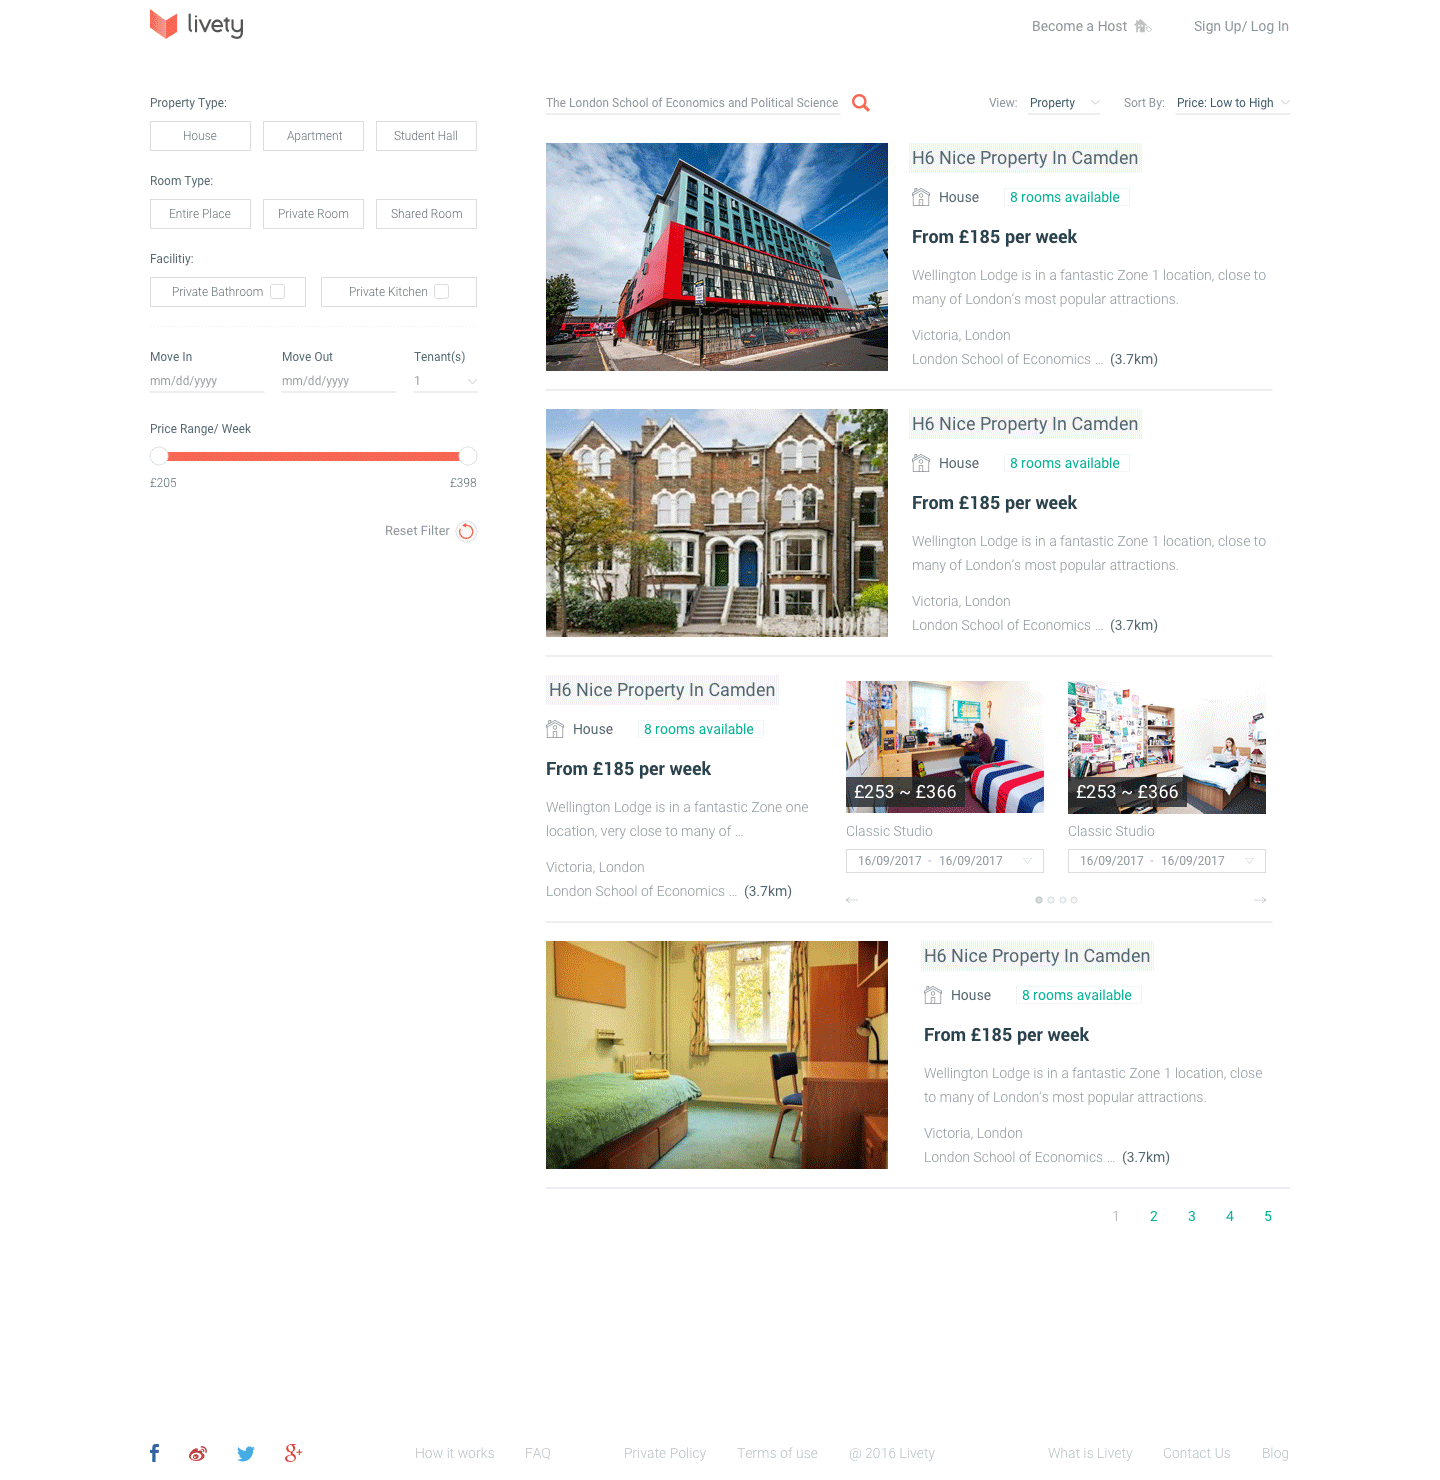 livety
Become a Host
Sign Up/ Log In
Property Type:
House
Apartment
Student Hall
Room Type:
Entire Place
Private Room
Shared Room
Facilitiy:
Private Bathroom
Private Kitchen
Move In
Move Out
Tenant(s)
mm/dd/yyyy
mm/dd/yyyy
1
Price Range/ Week
£205
£398
Reset Filter
The London School of Economics and Political Science
View:
Property
Sort By:
Price: Low to High
H6 Nice Property In Camden
House
8 rooms available
From £185 per week
Wellington Lodge is in a fantastic Zone 1 location, close to
many of London's most popular attractions.
Victoria, London
London School of Economics ... (3.7km)
H6 Nice Property In Camden
House
8 rooms available
From £185 per week
Wellington Lodge is in a fantastic Zone 1 location, close to
many of London's most popular attractions.
Victoria, London
London School of Economics ... (3.7km)
H6 Nice Property In Camden
House
8 rooms available
From £185 per week
Wellington Lodge is in a fantastic Zone one
location, very close to many of ...
Victoria, London
London School of Economics ... (3.7km)
£253 ~ £366
Classic Studio
16/09/2017 - 16/09/2017
£253 ~ £366
Classic Studio
16/09/2017 - 16/09/2017
H6 Nice Property In Camden
House
8 rooms available
From £185 per week
Wellington Lodge is in a fantastic Zone 1 location, close
to many of London's most popular attractions.
Victoria, London
London School of Economics ... (3.7km)
1 2 3 4 5
How it works
FAQ
Private Policy
Terms of use
@ 2016 Livety
What is Livety
Contact Us
Blog